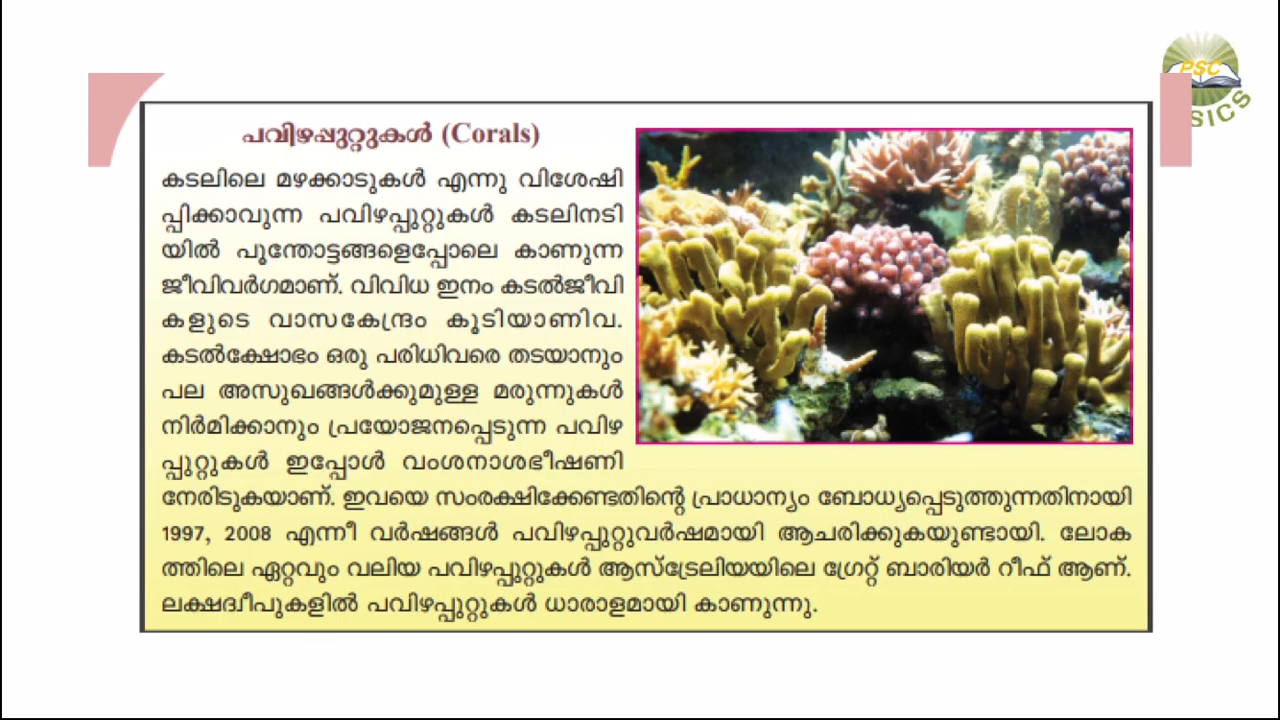 PSC
SICS
പവിഴപ്പുറ്റുകൾ (Corals)
കടലിലെ മഴക്കാടുകൾ എന്നു വിശേഷി
പ്പിക്കാവുന്ന പവിഴപ്പുറ്റുകൾ കടലിനടി
യിൽ പൂന്തോട്ടങ്ങളെപ്പോലെ കാണുന്ന
ജീവിവർഗമാണ്. വിവിധ ഇനം കടൽജീവി
കളുടെ വാസകേന്ദ്രം കൂടിയാണിവ.
കടൽക്ഷോഭം ഒരു പരിധിവരെ തടയാനും
പല അസുഖങ്ങൾക്കുമുള്ള മരുന്നുകൾ
നിർമിക്കാനും പ്രയോജനപ്പെടുന്ന പവിഴ
പ്പുറ്റുകൾ ഇപ്പോൾ വംശനാശഭീഷണി
നേരിടുകയാണ്. ഇവയെ സംരക്ഷിക്കേണ്ടതിന്റെ പ്രാധാന്യം ബോധ്യപ്പെടുത്തുന്നതിനായി
1997, 2008 എന്നീ വർഷങ്ങൾ പവിഴപ്പുറ്റുവർഷമായി ആചരിക്കുകയുണ്ടായി. ലോക
ത്തിലെ ഏറ്റവും വലിയ പവിഴപ്പുറ്റുകൾ ആസ്ട്രേലിയയിലെ ഗ്രേറ്റ് ബാരിയർ റീഫ് ആണ്.
ലക്ഷദ്വീപുകളിൽ പവിഴപ്പുറ്റുകൾ ധാരാളമായി കാണുന്നു.